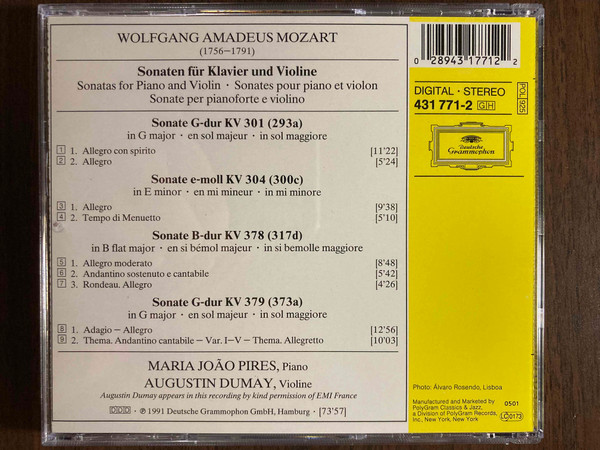 WOLFGANG AMADEUS MOZART
(1756–1791)
Sonaten für Klavier und Violine
Sonatas for Piano and Violin · Sonates pour piano et violon
Sonate per pianoforte e violino
Sonate G-dur KV 301 (293a)
in G major · en sol majeur · in sol maggiore
1 1. Allegro con spirito [11'22]
2 2. Allegro [5'24]
Sonate e-moll KV 304 (300c)
in E minor · en mi mineur · in mi minore
3 1. Allegro [9'38]
4 2. Tempo di Menuetto [5'10]
Sonate B-dur KV 378 (317d)
in B flat major · en si bémol majeur · in si bemolle maggiore
5 1. Allegro moderato [8'48]
6 2. Andantino sostenuto e cantabile [5'42]
7 3. Rondeau. Allegro [4'26]
Sonate G-dur KV 379 (373a)
in G major · en sol majeur · in sol maggiore
8 1. Adagio – Allegro [12'56]
9 2. Thema. Andantino cantabile – Var. I–V – Thema. Allegretto [10'03]
MARIA JOÃO PIRES, Piano
AUGUSTIN DUMAY, Violine
Augustin Dumay appears in this recording by kind permission of EMI France
DDD · ℗ 1991 Deutsche Grammophon GmbH, Hamburg · [73'57]
0 28943 17712 2
DIGITAL · STEREO
431 771-2 GH
POL 925
Deutsche
Grammophon
Photo: Álvaro Rosendo, Lisboa
Manufactured and Marketed by
PolyGram Classics & Jazz,
a Division of PolyGram Records,
Inc., New York, New York
0501
LC 0173